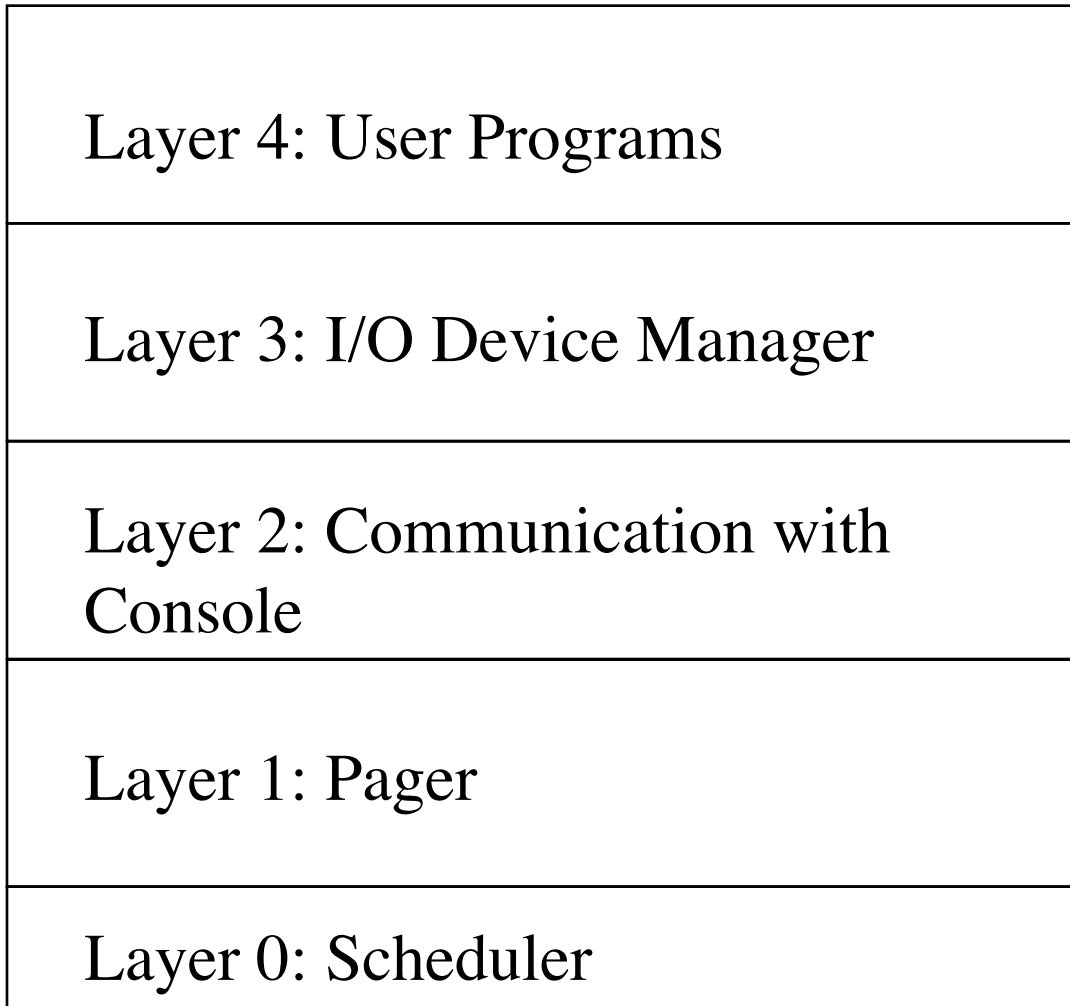 Layer 4: User Programs
Layer 3: I/O Device Manager
Layer 2: Communication with
Console
Layer 1: Pager
Layer 0: Scheduler